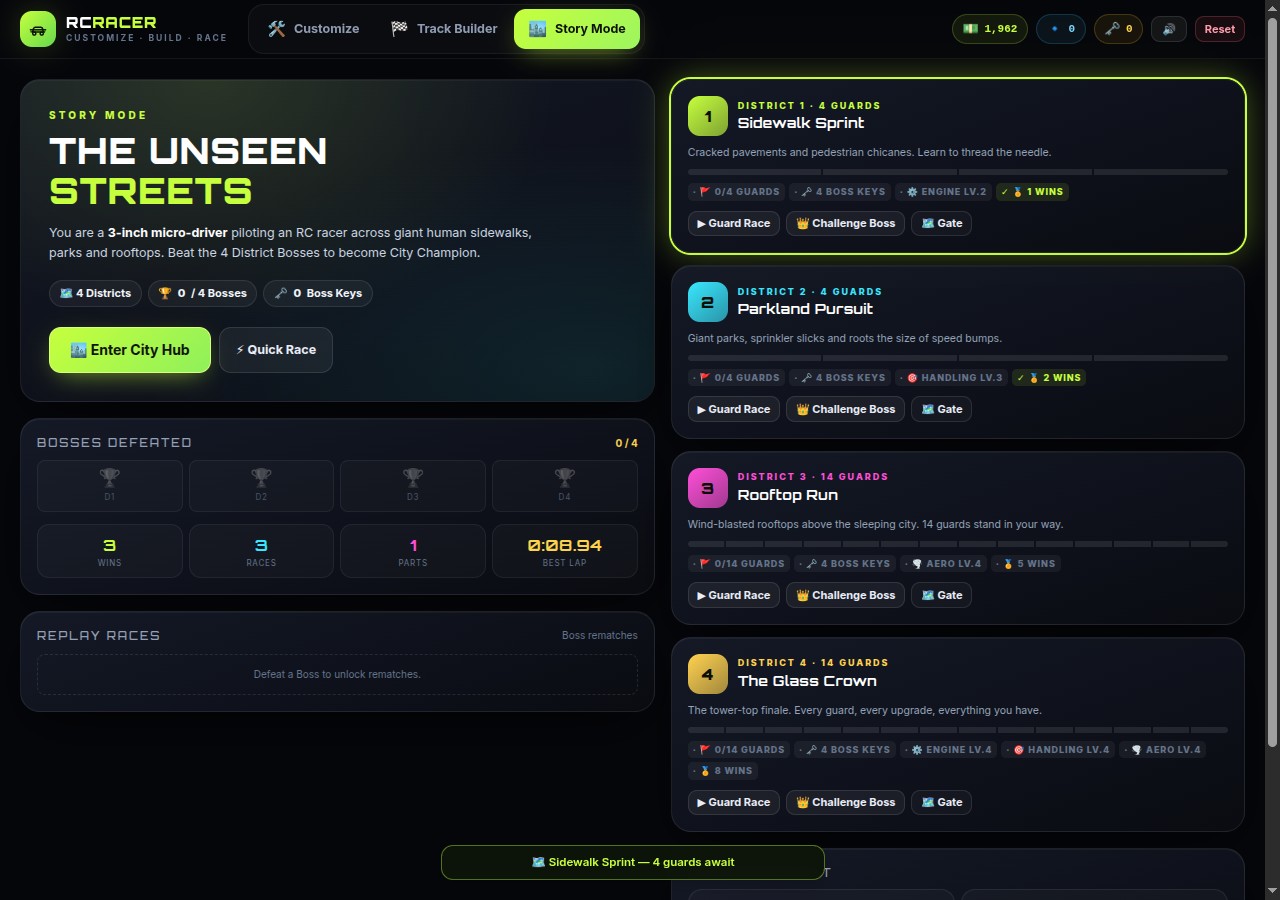 RCRACER
CUSTOMIZE · BUILD · RACE
🛠️ Customize
🏁 Track Builder
🏙️ Story Mode
💵 1,962
🔹 0
🗝️ 0
🔊
Reset
STORY MODE
THE UNSEEN
STREETS
You are a 3-inch micro-driver piloting an RC racer across giant human sidewalks,
parks and rooftops. Beat the 4 District Bosses to become City Champion.
🗺️ 4 Districts
🏆 0 / 4 Bosses
🗝️ 0 Boss Keys
🏙️ Enter City Hub
⚡ Quick Race
BOSSES DEFEATED
0 / 4
D1
D2
D3
D4
3
WINS
3
RACES
1
PARTS
0:08.94
BEST LAP
REPLAY RACES
Boss rematches
Defeat a Boss to unlock rematches.
1
DISTRICT 1 · 4 GUARDS
Sidewalk Sprint
Cracked pavements and pedestrian chicanes. Learn to thread the needle.
· 🚩 0/4 GUARDS
· 🗝️ 4 BOSS KEYS
· ⚙️ ENGINE LV.2
✓ 🏅 1 WINS
▶ Guard Race
👑 Challenge Boss
🗺️ Gate
2
DISTRICT 2 · 4 GUARDS
Parkland Pursuit
Giant parks, sprinkler slicks and roots the size of speed bumps.
· 🚩 0/4 GUARDS
· 🗝️ 4 BOSS KEYS
· 🎯 HANDLING LV.3
✓ 🏅 2 WINS
▶ Guard Race
👑 Challenge Boss
🗺️ Gate
3
DISTRICT 3 · 14 GUARDS
Rooftop Run
Wind-blasted rooftops above the sleeping city. 14 guards stand in your way.
· 🚩 0/14 GUARDS
· 🗝️ 4 BOSS KEYS
· 🌪️ AERO LV.4
· 🏅 5 WINS
▶ Guard Race
👑 Challenge Boss
🗺️ Gate
4
DISTRICT 4 · 14 GUARDS
The Glass Crown
The tower-top finale. Every guard, every upgrade, everything you have.
· 🚩 0/14 GUARDS
· 🗝️ 4 BOSS KEYS
· ⚙️ ENGINE LV.4
· 🎯 HANDLING LV.4
· 🌪️ AERO LV.4
· 🏅 8 WINS
▶ Guard Race
👑 Challenge Boss
🗺️ Gate
🗺️ Sidewalk Sprint — 4 guards await